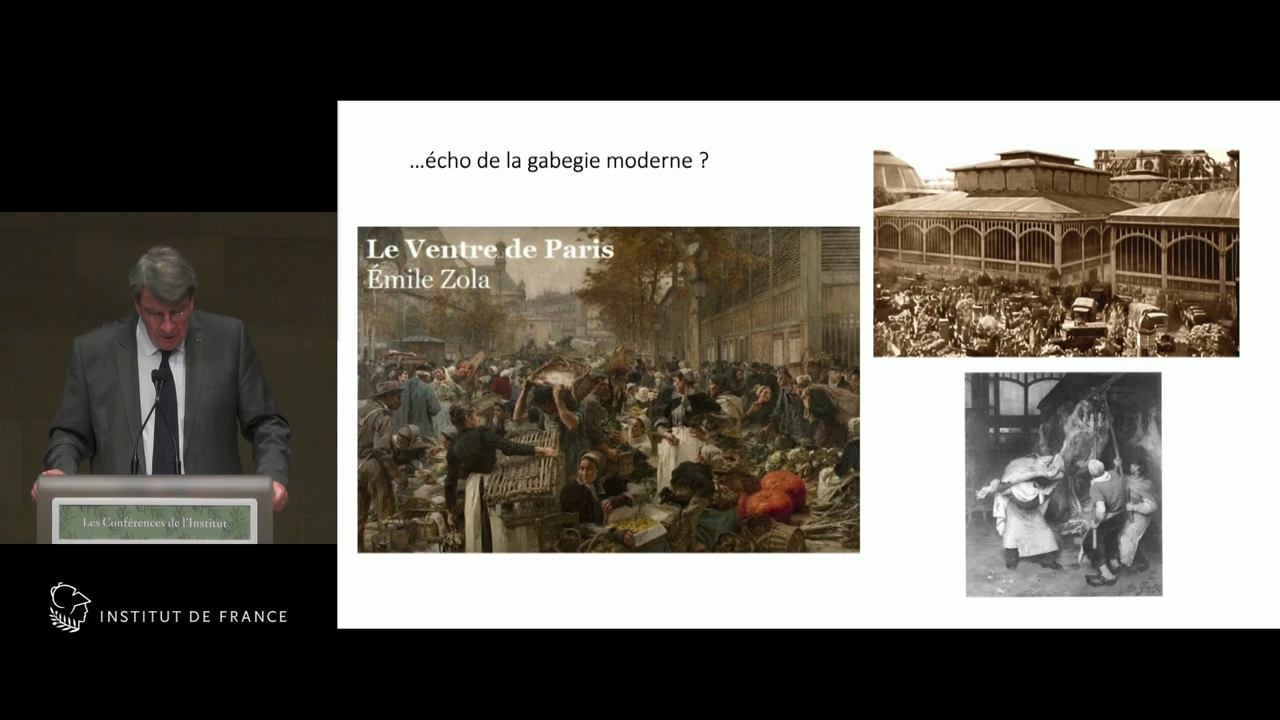 …écho de la gabegie moderne ?
Le Ventre de Paris
Émile Zola
Les Conférences de l'Institut
INSTITUT DE FRANCE